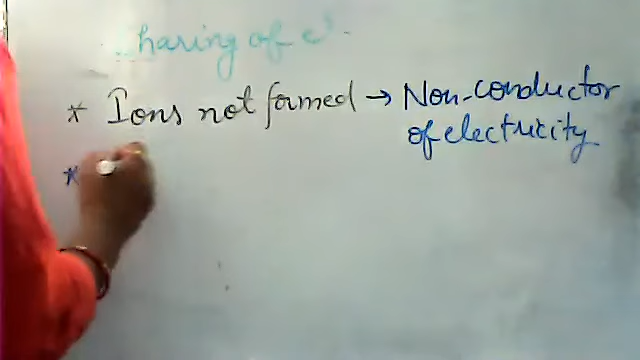 haring of e⁻
* Ions not formed → Non-conductor
of electricity
*